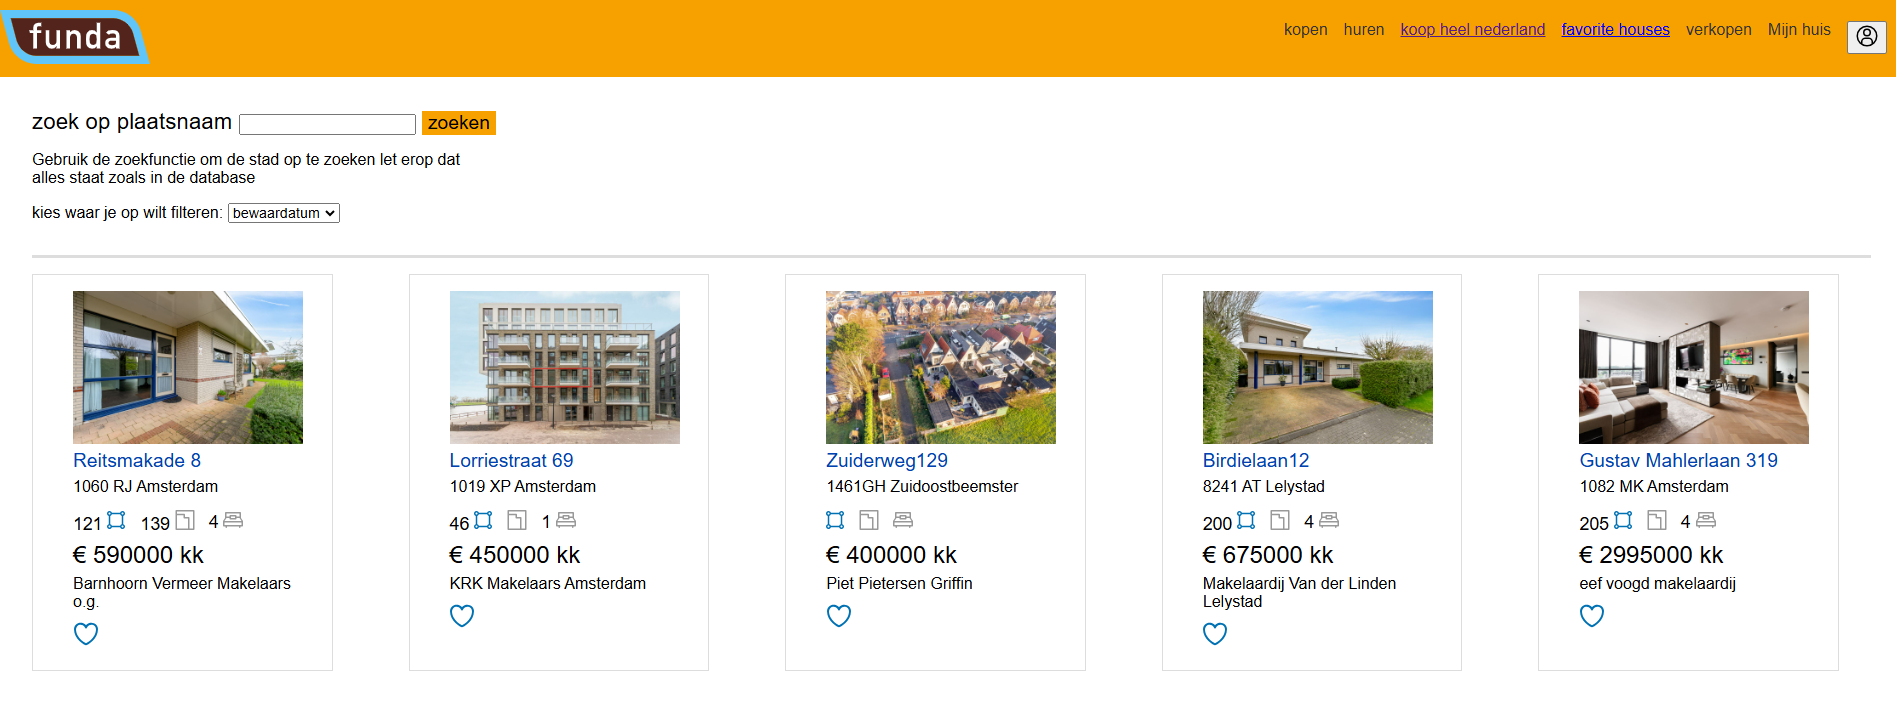 funda
kopen huren koop heel nederland favorite houses verkopen Mijn huis
zoek op plaatsnaam zoeken
Gebruik de zoekfunctie om de stad op te zoeken let erop dat
alles staat zoals in de database
kies waar je op wilt filteren: bewaardatum
Reitsmakade 8
1060 RJ Amsterdam
121 139 4
€ 590000 kk
Barnhoorn Vermeer Makelaars
o.g.
Lorriestraat 69
1019 XP Amsterdam
46 1
€ 450000 kk
KRK Makelaars Amsterdam
Zuiderweg129
1461GH Zuidoostbeemster
€ 400000 kk
Piet Pietersen Griffin
Birdielaan12
8241 AT Lelystad
200 4
€ 675000 kk
Makelaardij Van der Linden
Lelystad
Gustav Mahlerlaan 319
1082 MK Amsterdam
205 4
€ 2995000 kk
eef voogd makelaardij